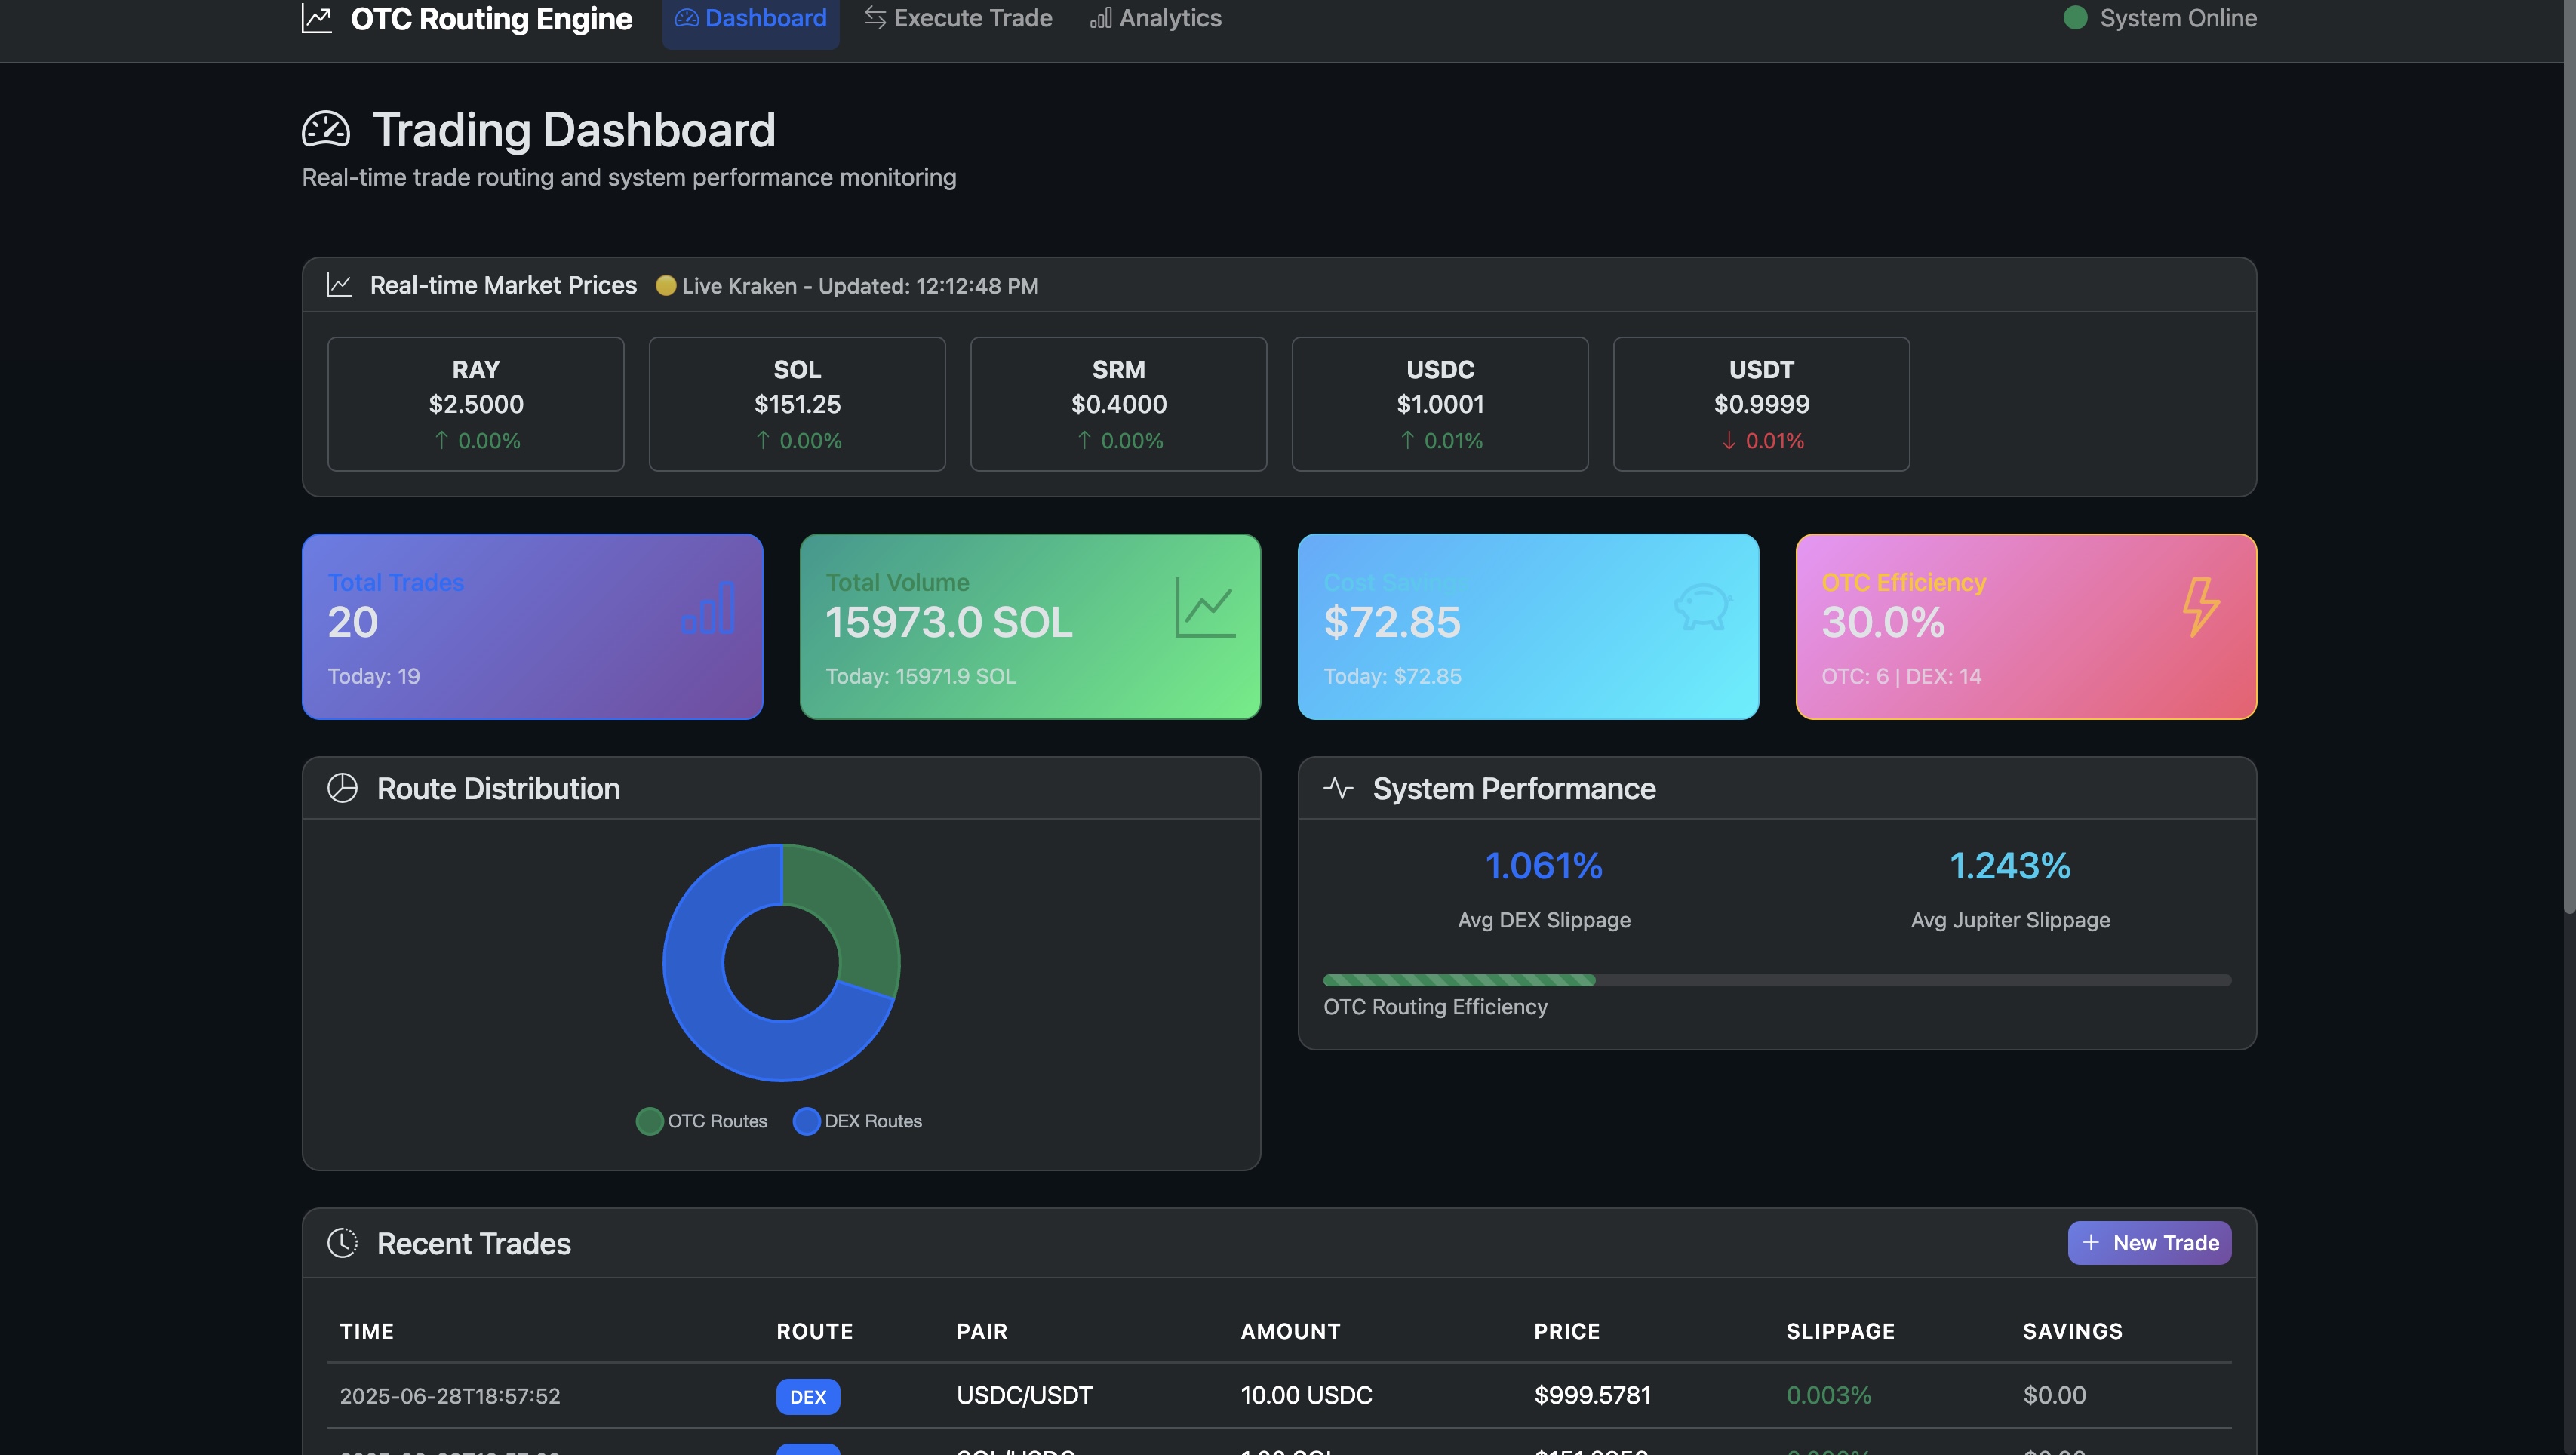 OTC Routing Engine Dashboard Execute Trade Analytics System Online
Trading Dashboard
Real-time trade routing and system performance monitoring
Real-time Market Prices Live Kraken - Updated: 12:12:48 PM
RAY
$2.5000
↑ 0.00%
SOL
$151.25
↑ 0.00%
SRM
$0.4000
↑ 0.00%
USDC
$1.0001
↑ 0.01%
USDT
$0.9999
↓ 0.01%
Total Trades
20
Today: 19
Total Volume
15973.0 SOL
Today: 15971.9 SOL
Cost Savings
$72.85
Today: $72.85
OTC Efficiency
30.0%
OTC: 6 | DEX: 14
Route Distribution
OTC Routes DEX Routes
System Performance
1.061%
Avg DEX Slippage
1.243%
Avg Jupiter Slippage
OTC Routing Efficiency
Recent Trades + New Trade
TIME ROUTE PAIR AMOUNT PRICE SLIPPAGE SAVINGS
2025-06-28T18:57:52 DEX USDC/USDT 10.00 USDC $999.5781 0.003% $0.00